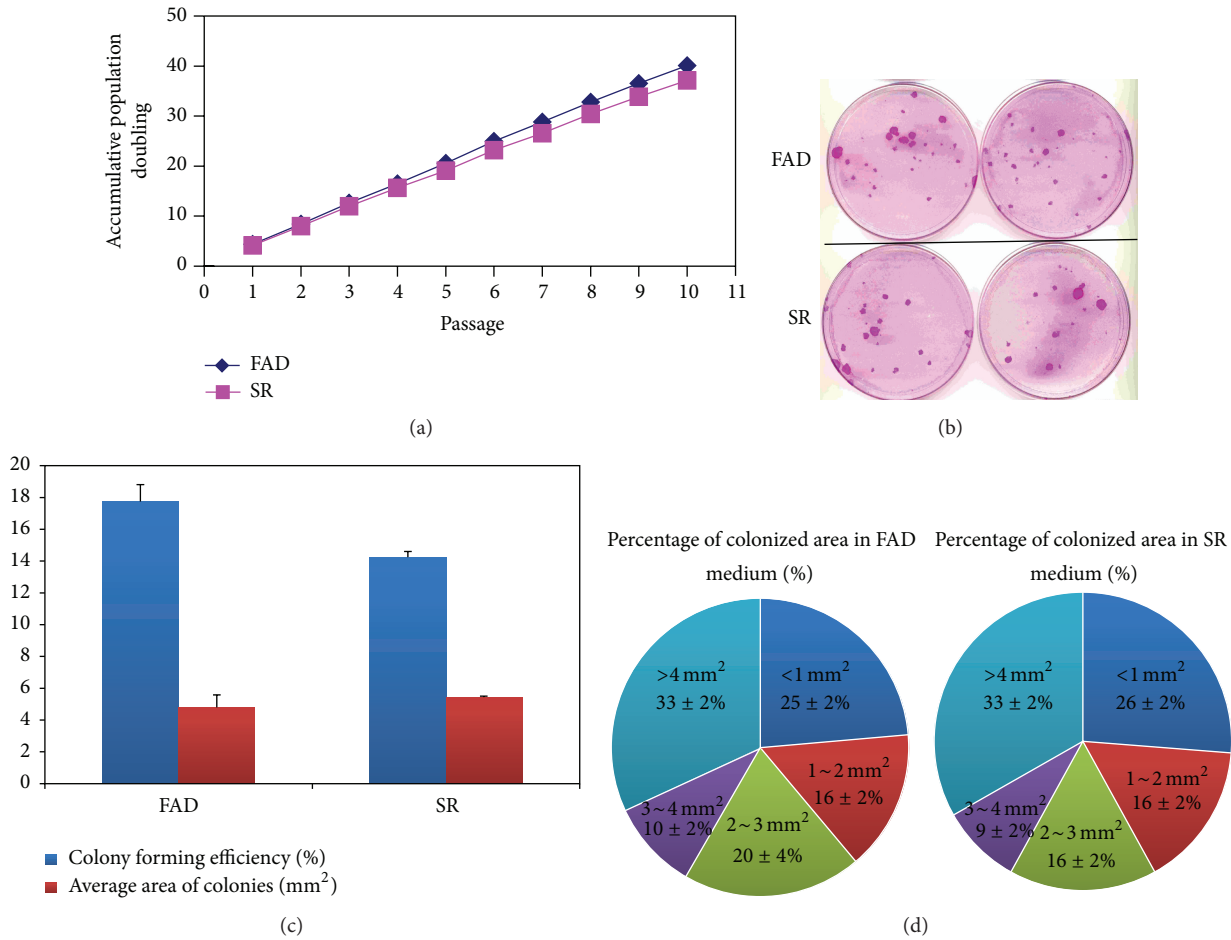 50
40
30
20
10
0
Accumulative population
doubling
0 1 2 3 4 5 6 7 8 9 10 11
Passage
FAD
SR
(a)
FAD
SR
(b)
20
18
16
14
12
10
8
6
4
2
0
FAD SR
Colony forming efficiency (%)
Average area of colonies (mm²)
(c)
Percentage of colonized area in FAD
medium (%)
>4 mm²
33 ± 2%
<1 mm²
25 ± 2%
1~2 mm²
16 ± 2%
2~3 mm²
20 ± 4%
3~4 mm²
10 ± 2%
Percentage of colonized area in SR
medium (%)
>4 mm²
33 ± 2%
<1 mm²
26 ± 2%
1~2 mm²
16 ± 2%
2~3 mm²
16 ± 2%
3~4 mm²
9 ± 2%
(d)